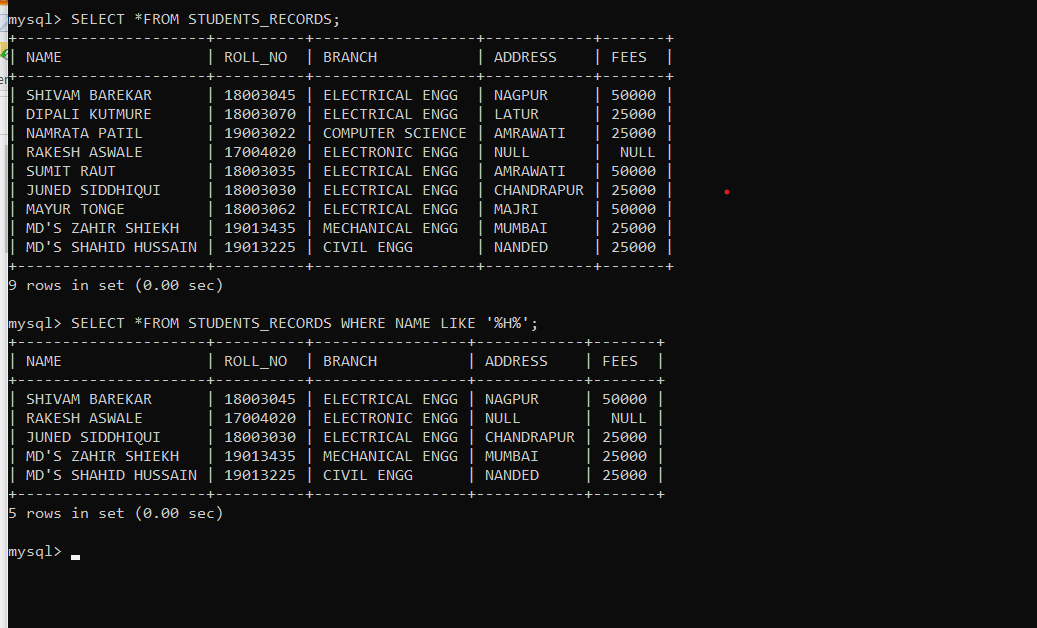 mysql> SELECT *FROM STUDENTS_RECORDS;
+----------------------+----------+------------------+------------+-------+
| NAME                 | ROLL_NO  | BRANCH           | ADDRESS    | FEES  |
+----------------------+----------+------------------+------------+-------+
| SHIVAM BAREKAR       | 18003045 | ELECTRICAL ENGG  | NAGPUR     | 50000 |
| DIPALI KUTMURE       | 18003070 | ELECTRICAL ENGG  | LATUR      | 25000 |
| NAMRATA PATIL        | 19003022 | COMPUTER SCIENCE | AMRAWATI   | 25000 |
| RAKESH ASWALE        | 17004020 | ELECTRONIC ENGG  | NULL       |  NULL |
| SUMIT RAUT           | 18003035 | ELECTRICAL ENGG  | AMRAWATI   | 50000 |
| JUNED SIDDHIQUI      | 18003030 | ELECTRICAL ENGG  | CHANDRAPUR | 25000 |
| MAYUR TONGE          | 18003062 | ELECTRICAL ENGG  | MAJRI      | 50000 |
| MD'S ZAHIR SHIEKH    | 19013435 | MECHANICAL ENGG  | MUMBAI     | 25000 |
| MD'S SHAHID HUSSAIN  | 19013225 | CIVIL ENGG       | NANDED     | 25000 |
+----------------------+----------+------------------+------------+-------+
9 rows in set (0.00 sec)
mysql> SELECT *FROM STUDENTS_RECORDS WHERE NAME LIKE '%H%';
+----------------------+----------+-----------------+------------+-------+
| NAME                 | ROLL_NO  | BRANCH          | ADDRESS    | FEES  |
+----------------------+----------+-----------------+------------+-------+
| SHIVAM BAREKAR       | 18003045 | ELECTRICAL ENGG | NAGPUR     | 50000 |
| RAKESH ASWALE        | 17004020 | ELECTRONIC ENGG | NULL       |  NULL |
| JUNED SIDDHIQUI      | 18003030 | ELECTRICAL ENGG | CHANDRAPUR | 25000 |
| MD'S ZAHIR SHIEKH    | 19013435 | MECHANICAL ENGG | MUMBAI     | 25000 |
| MD'S SHAHID HUSSAIN  | 19013225 | CIVIL ENGG      | NANDED     | 25000 |
+----------------------+----------+-----------------+------------+-------+
5 rows in set (0.00 sec)
mysql>